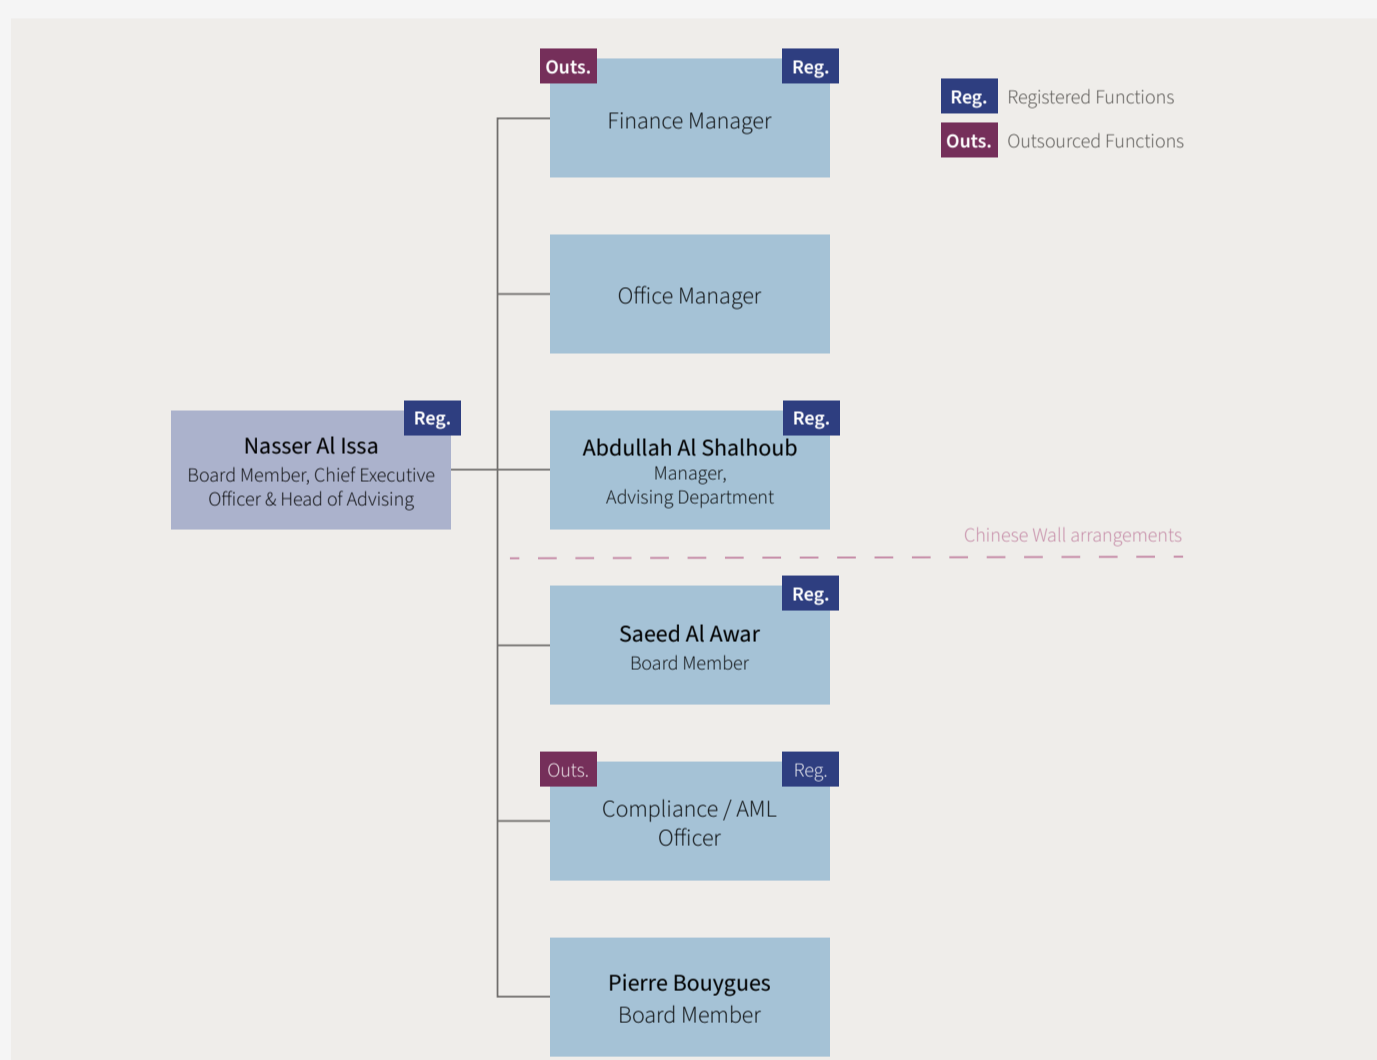 Outs.
Reg.
Finance Manager
Reg.
Registered Functions
Outs.
Outsourced Functions
Office Manager
Reg.
Nasser Al Issa
Board Member, Chief Executive
Officer & Head of Advising
Reg.
Abdullah Al Shalhoub
Manager,
Advising Department
Chinese Wall arrangements
Reg.
Saeed Al Awar
Board Member
Outs.
Reg.
Compliance / AML
Officer
Pierre Bouygues
Board Member